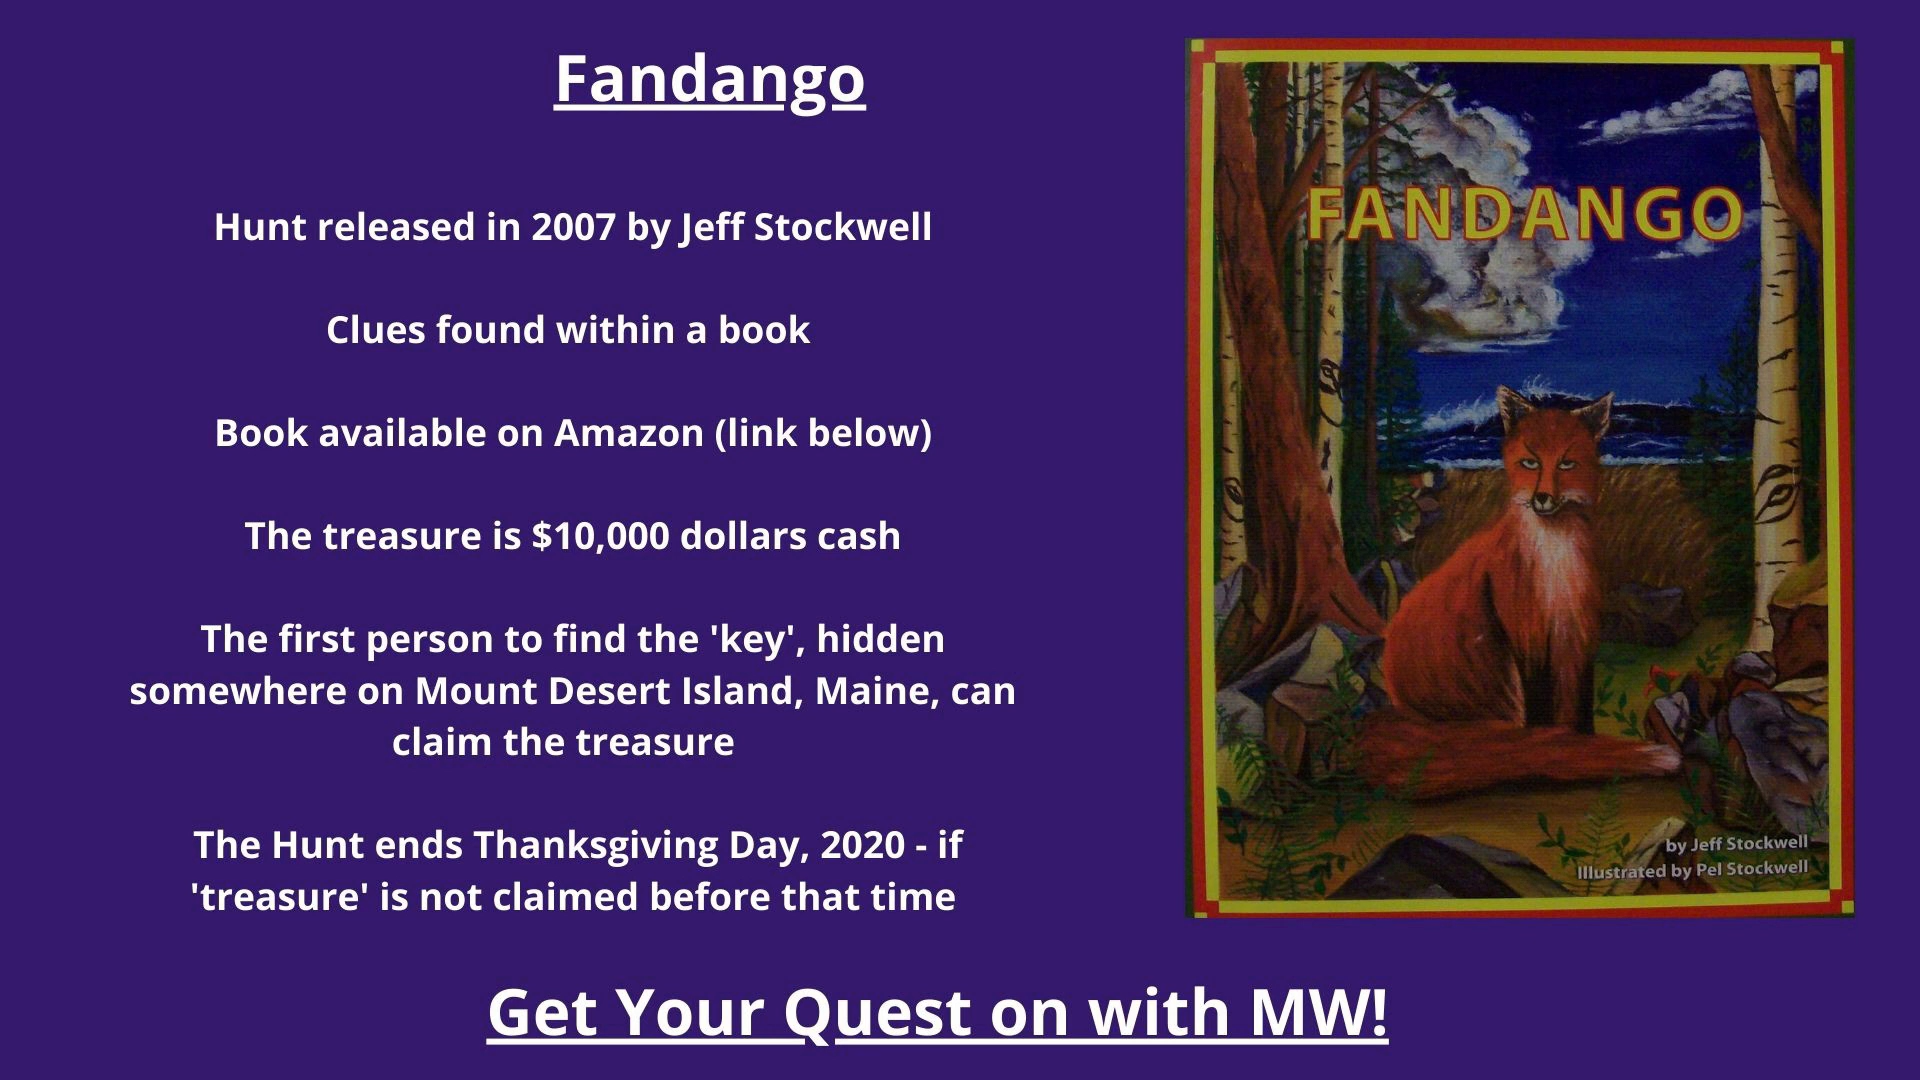 Fandango
Hunt released in 2007 by Jeff Stockwell
Clues found within a book
Book available on Amazon (link below)
The treasure is $10,000 dollars cash
The first person to find the 'key', hidden
somewhere on Mount Desert Island, Maine, can
claim the treasure
The Hunt ends Thanksgiving Day, 2020 - if
'treasure' is not claimed before that time
FANDANGO
by Jeff Stockwell
Illustrated by Pel Stockwell
Get Your Quest on with MW!